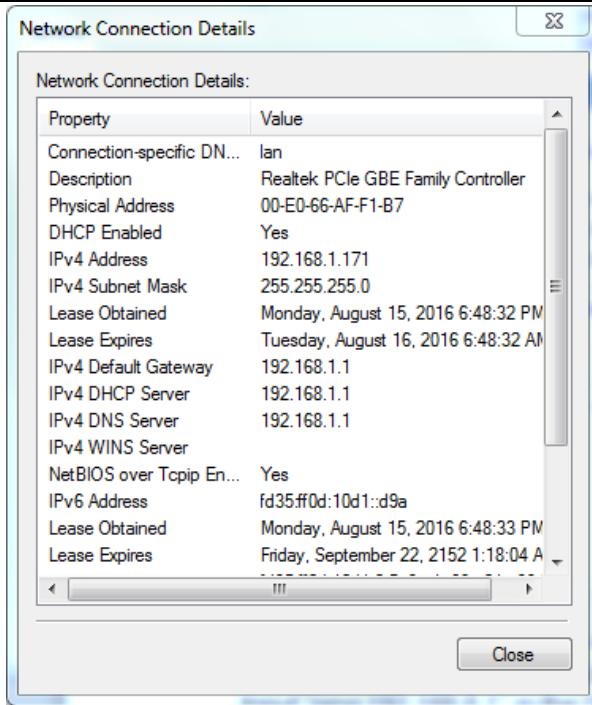 Network Connection Details
Network Connection Details:
Property Value
Connection-specific DN... lan
Description Realtek PCIe GBE Family Controller
Physical Address 00-E0-66-AF-F1-B7
DHCP Enabled Yes
IPv4 Address 192.168.1.171
IPv4 Subnet Mask 255.255.255.0
Lease Obtained Monday, August 15, 2016 6:48:32 PM
Lease Expires Tuesday, August 16, 2016 6:48:32 AM
IPv4 Default Gateway 192.168.1.1
IPv4 DHCP Server 192.168.1.1
IPv4 DNS Server 192.168.1.1
IPv4 WINS Server
NetBIOS over Tcpip En... Yes
IPv6 Address fd35:ff0d:10d1::d9a
Lease Obtained Monday, August 15, 2016 6:48:33 PM
Lease Expires Friday, September 22, 2152 1:18:04 A
Close